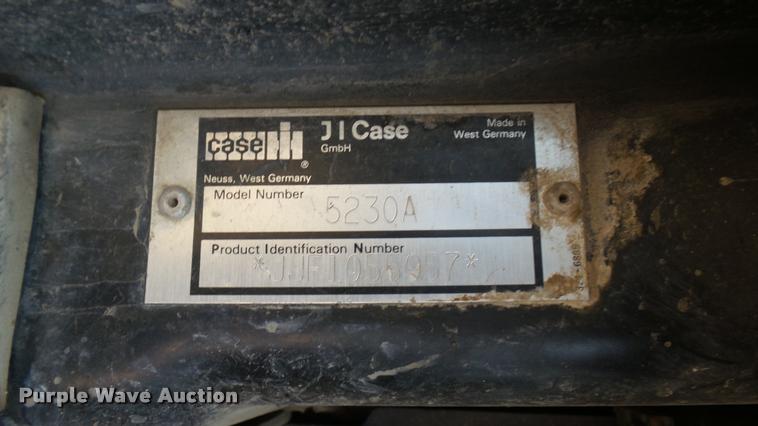 case IH ®
J I Case
GmbH
Made in
West Germany
Neuss, West Germany
Model Number
5230A
Product Identification Number
Purple Wave Auction